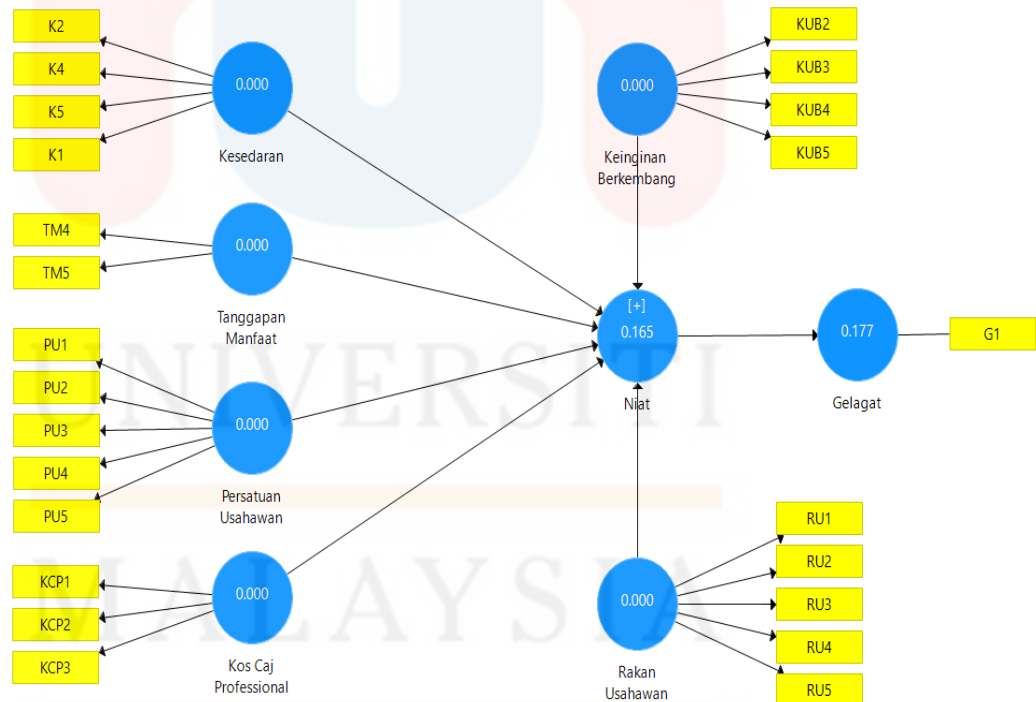 K2
K4
K5
K1
0.000
Kesedaran
KUB2
KUB3
KUB4
KUB5
0.000
Keinginan
Berkembang
TM4
TM5
0.000
Tanggapan
Manfaat
[+]
0.165
Niat
0.177
Gelagat
G1
PU1
PU2
PU3
PU4
PU5
0.000
Persatuan
Usahawan
KCP1
KCP2
KCP3
0.000
Kos Caj
Professional
RU1
RU2
RU3
RU4
RU5
0.000
Rakan
Usahawan
UNIVERSITI
MALAYSIA